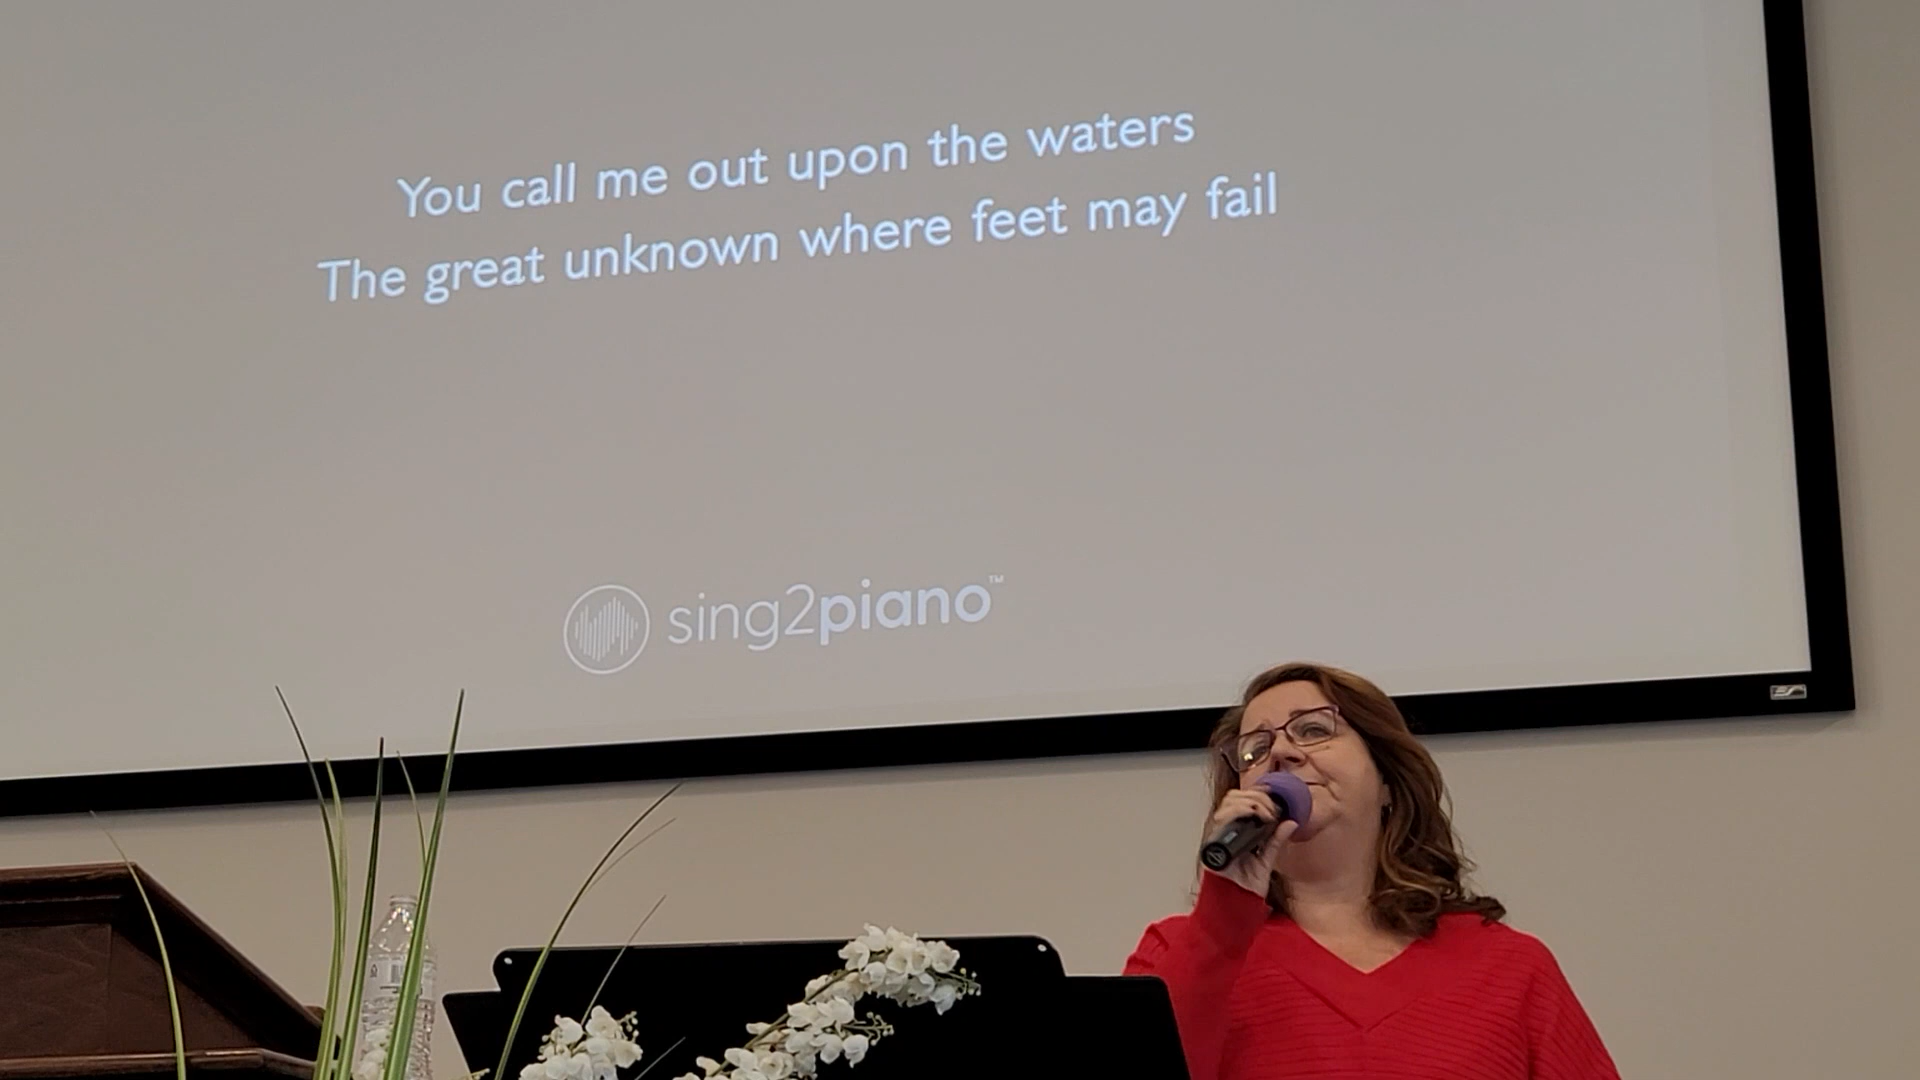 You call me out upon the waters
The great unknown where feet may fail
sing2piano™